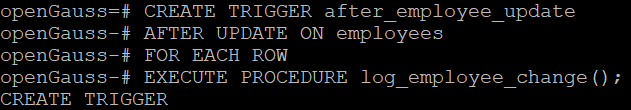 openGauss=# CREATE TRIGGER after_employee_update
openGauss-# AFTER UPDATE ON employees
openGauss-# FOR EACH ROW
openGauss-# EXECUTE PROCEDURE log_employee_change();
CREATE TRIGGER